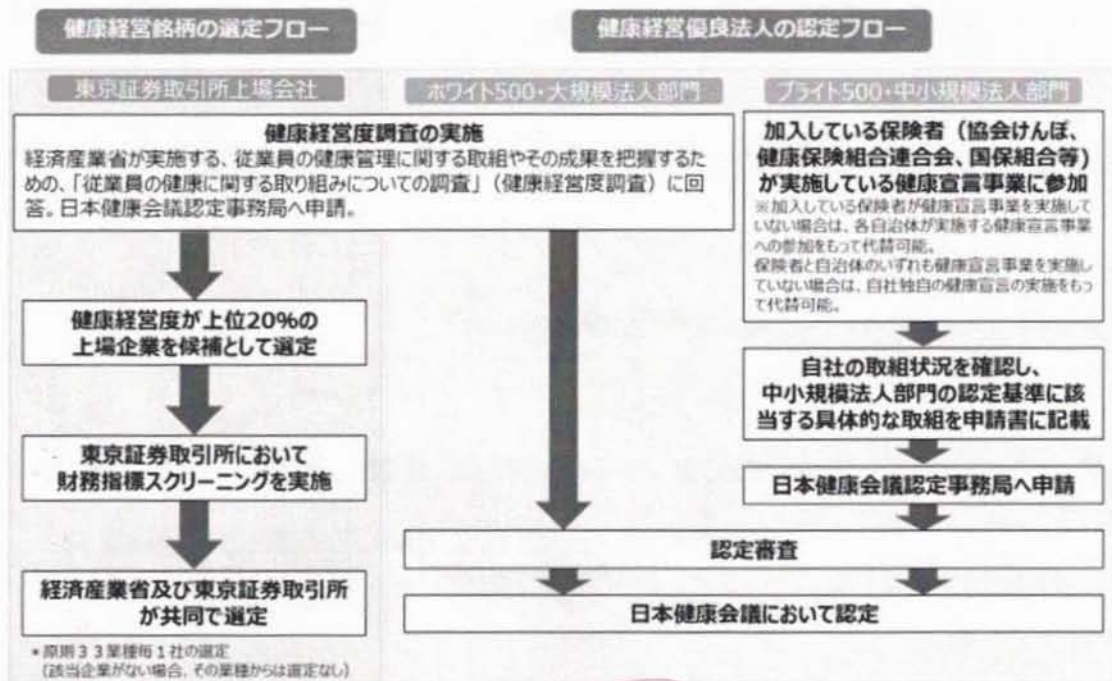 健康経営銘柄の選定フロー
健康経営優良法人の認定フロー
東京証券取引所上場会社
ホワイト500・大規模法人部門
ブライト500・中小規模法人部門
健康経営度調査の実施
経済産業省が実施する、従業員の健康管理に関する取組やその成果を把握するた
めの、「従業員の健康に関する取り組みについての調査」（健康経営度調査）に回
答。日本健康会議認定事務局へ申請。
健康経営度が上位20%の
上場企業を候補として選定
東京証券取引所において
財務指標スクリーニングを実施
経済産業省及び東京証券取引所
が共同で選定
*原則33業種毎1社の選定
(該当企業がない場合、その業種からは選定なし)
加入している保険者（協会けんぽ、
健康保険組合連合会、国保組合等）
が実施している健康宣言事業に参加
※加入している保険者が健康宣言事業を実施して
いない場合は、各自治体が実施する健康宣言事業
への参加をもって代替可能。
保険者と自治体のいずれも健康宣言事業を実施し
ていない場合は、自社独自の健康宣言の実施をもっ
て代替可能。
自社の取組状況を確認し、
中小規模法人部門の認定基準に該
当する具体的な取組を申請書に記載
日本健康会議認定事務局へ申請
認定審査
日本健康会議において認定